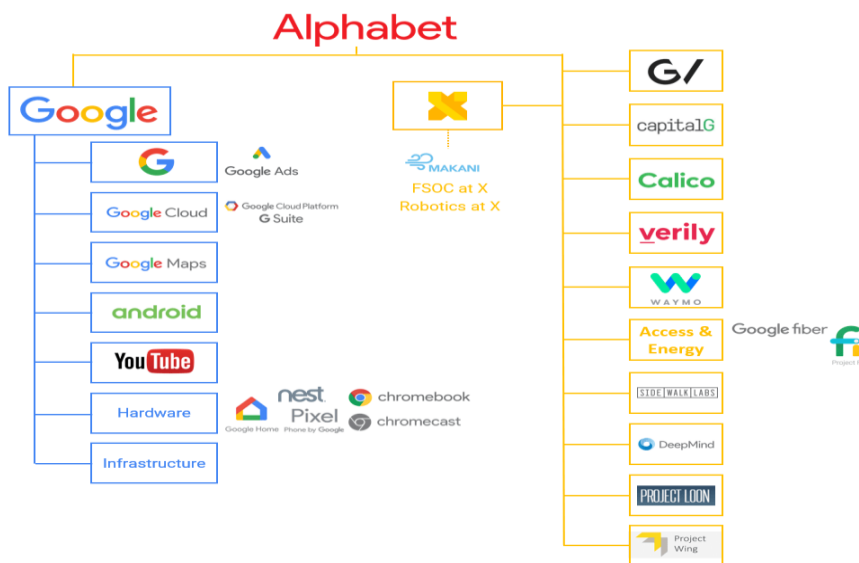 Alphabet
Google
G
Google Ads
Google Cloud
Google Cloud Platform
G Suite
Google Maps
android
YouTube
Hardware
Google Home
nest
Pixel
Phone by Google
chromebook
chromecast
Infrastructure
X
MAKANI
FSOC at X
Robotics at X
G/
capitalG
Calico
verily
WAYMO
Access &
Energy
Google fiber
fi
Project
SIDEWALK LABS
DeepMind
PROJECT LOON
Project
Wing